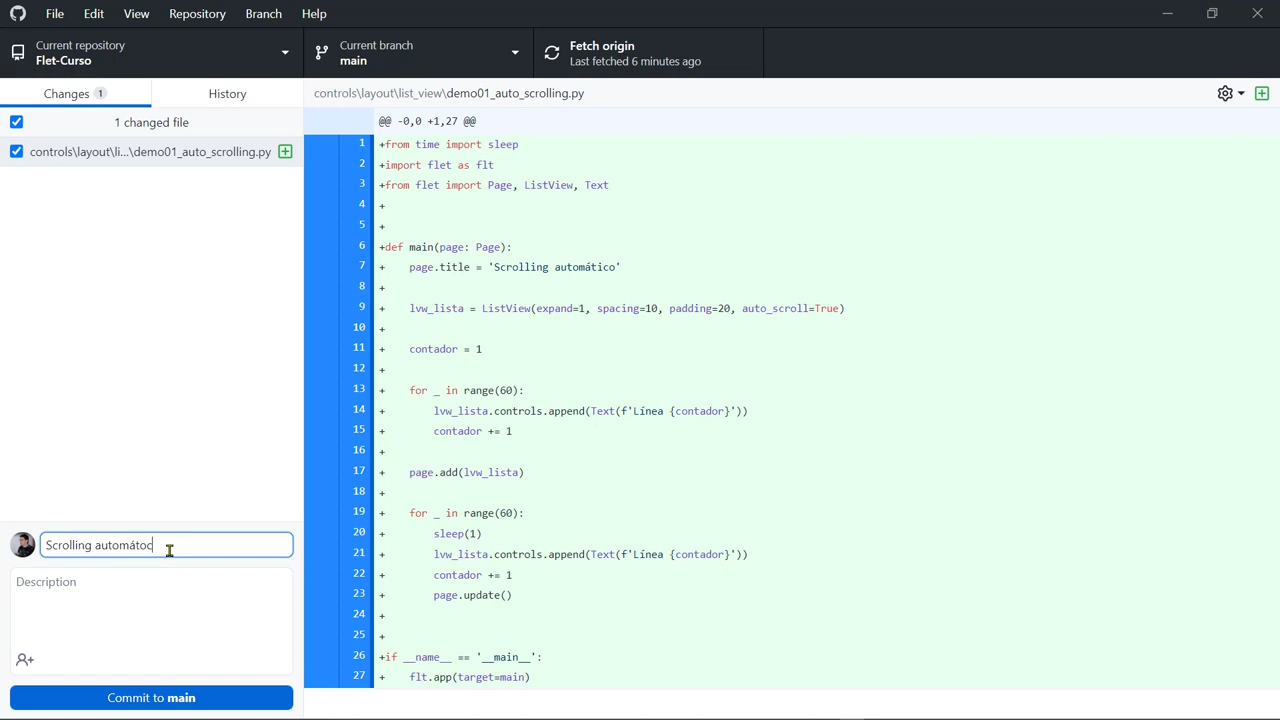 File Edit View Repository Branch Help
Current repository
Flet-Curso
Current branch
main
Fetch origin
Last fetched 6 minutes ago
Changes 1
History
controls\layout\list_view\demo01_auto_scrolling.py
1 changed file
controls\layout\li...\demo01_auto_scrolling.py
@@ -0,0 +1,27 @@
1 +from time import sleep
2 +import flet as flt
3 +from flet import Page, ListView, Text
4 +
5 +
6 +def main(page: Page):
7 +    page.title = 'Scrolling automático'
8 +
9 +    lvw_lista = ListView(expand=1, spacing=10, padding=20, auto_scroll=True)
10 +
11 +    contador = 1
12 +
13 +    for _ in range(60):
14 +        lvw_lista.controls.append(Text(f'Línea {contador}'))
15 +        contador += 1
16 +
17 +    page.add(lvw_lista)
18 +
19 +    for _ in range(60):
20 +        sleep(1)
21 +        lvw_lista.controls.append(Text(f'Línea {contador}'))
22 +        contador += 1
23 +        page.update()
24 +
25 +
26 +if __name__ == '__main__':
27 +    flt.app(target=main)
Scrolling automátoc
Description
Commit to main